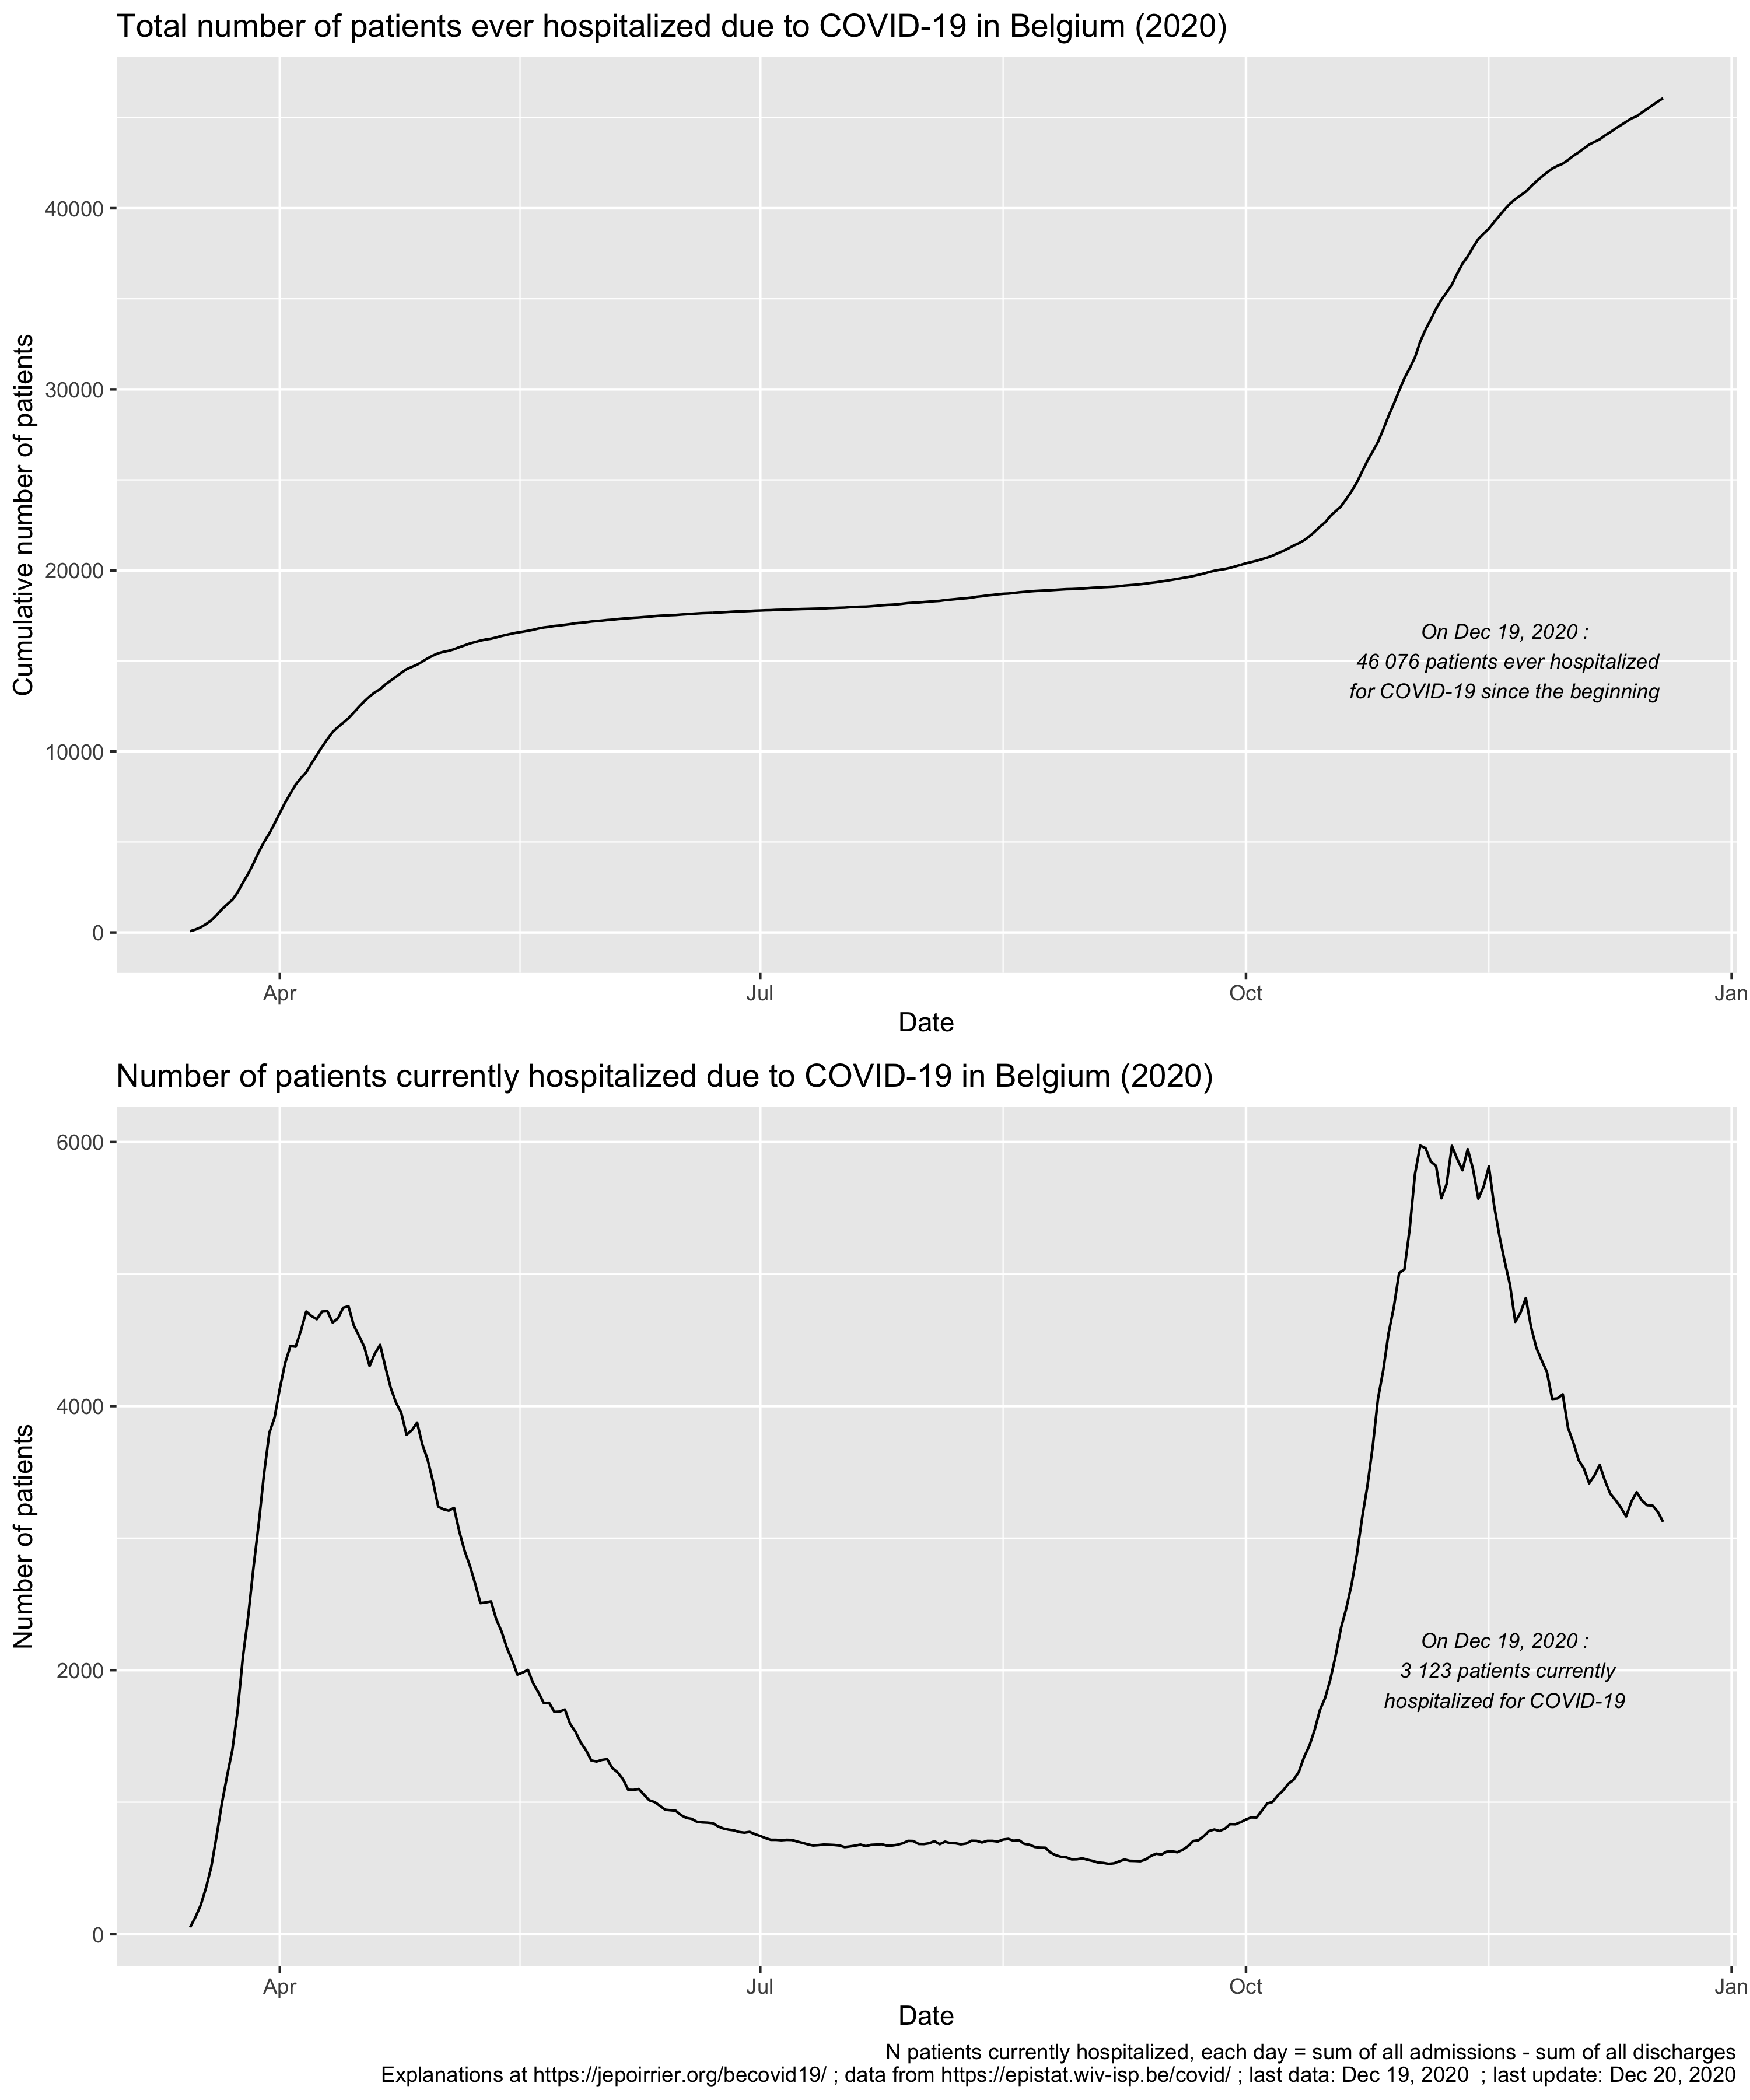 Total number of patients ever hospitalized due to COVID-19 in Belgium (2020)
Cumulative number of patients
40000
30000
20000
10000
0
On Dec 19, 2020 :
46 076 patients ever hospitalized
for COVID-19 since the beginning
Apr
Jul
Oct
Jan
Date
Number of patients currently hospitalized due to COVID-19 in Belgium (2020)
Number of patients
6000
4000
2000
0
On Dec 19, 2020 :
3 123 patients currently
hospitalized for COVID-19
Apr
Jul
Oct
Jan
Date
N patients currently hospitalized, each day = sum of all admissions - sum of all discharges
Explanations at https://jepoirrier.org/becovid19/ ; data from https://epistat.wiv-isp.be/covid/ ; last data: Dec 19, 2020  ; last update: Dec 20, 2020